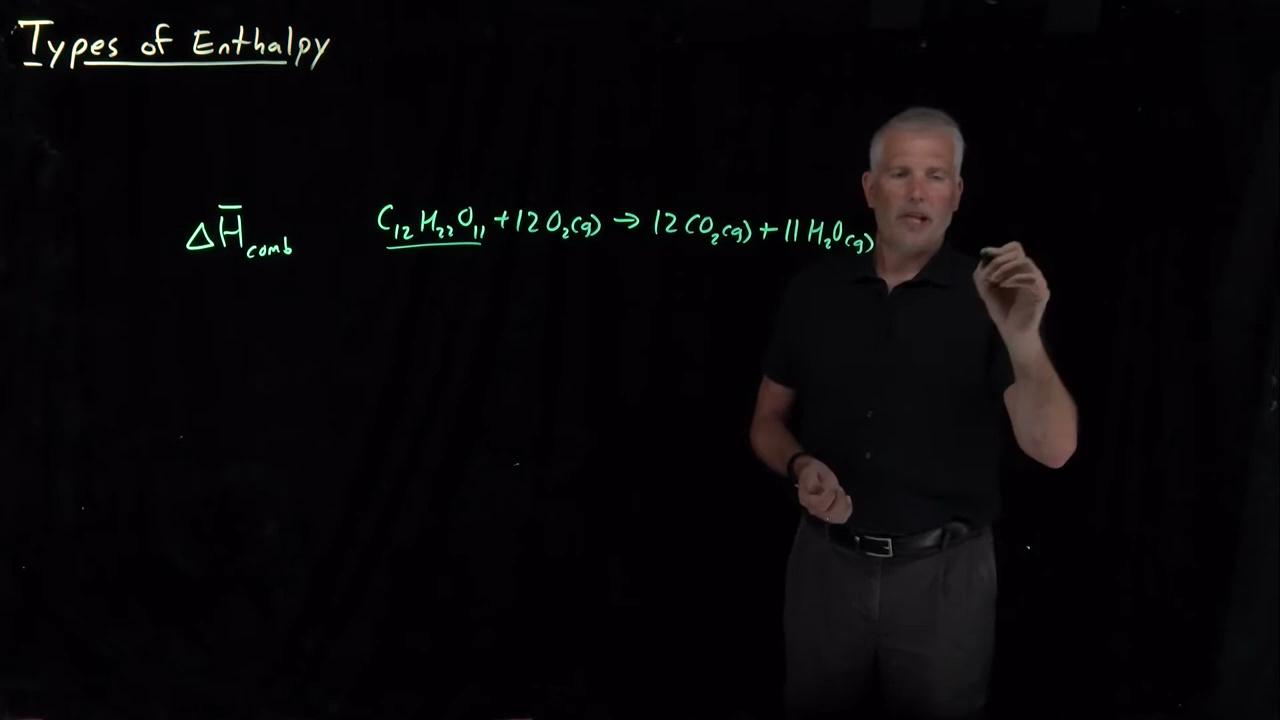 Types of Enthalpy
ΔH̅comb C₁₂H₂₂O₁₁ + 12 O₂(g) → 12 CO₂(g) + 11 H₂O(g)